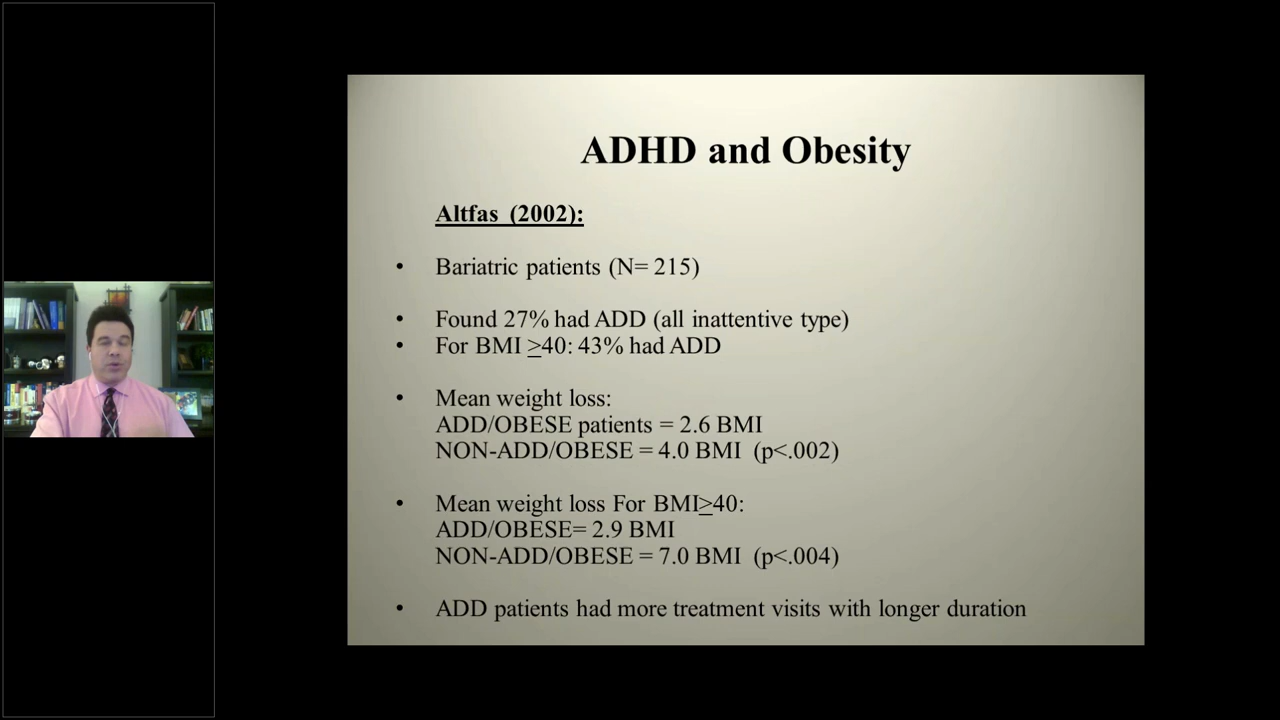 ADHD and Obesity
Altfas (2002):
• Bariatric patients (N= 215)
• Found 27% had ADD (all inattentive type)
• For BMI ≥40: 43% had ADD
• Mean weight loss:
ADD/OBESE patients = 2.6 BMI
NON-ADD/OBESE = 4.0 BMI (p<.002)
• Mean weight loss For BMI≥40:
ADD/OBESE= 2.9 BMI
NON-ADD/OBESE = 7.0 BMI (p<.004)
• ADD patients had more treatment visits with longer duration